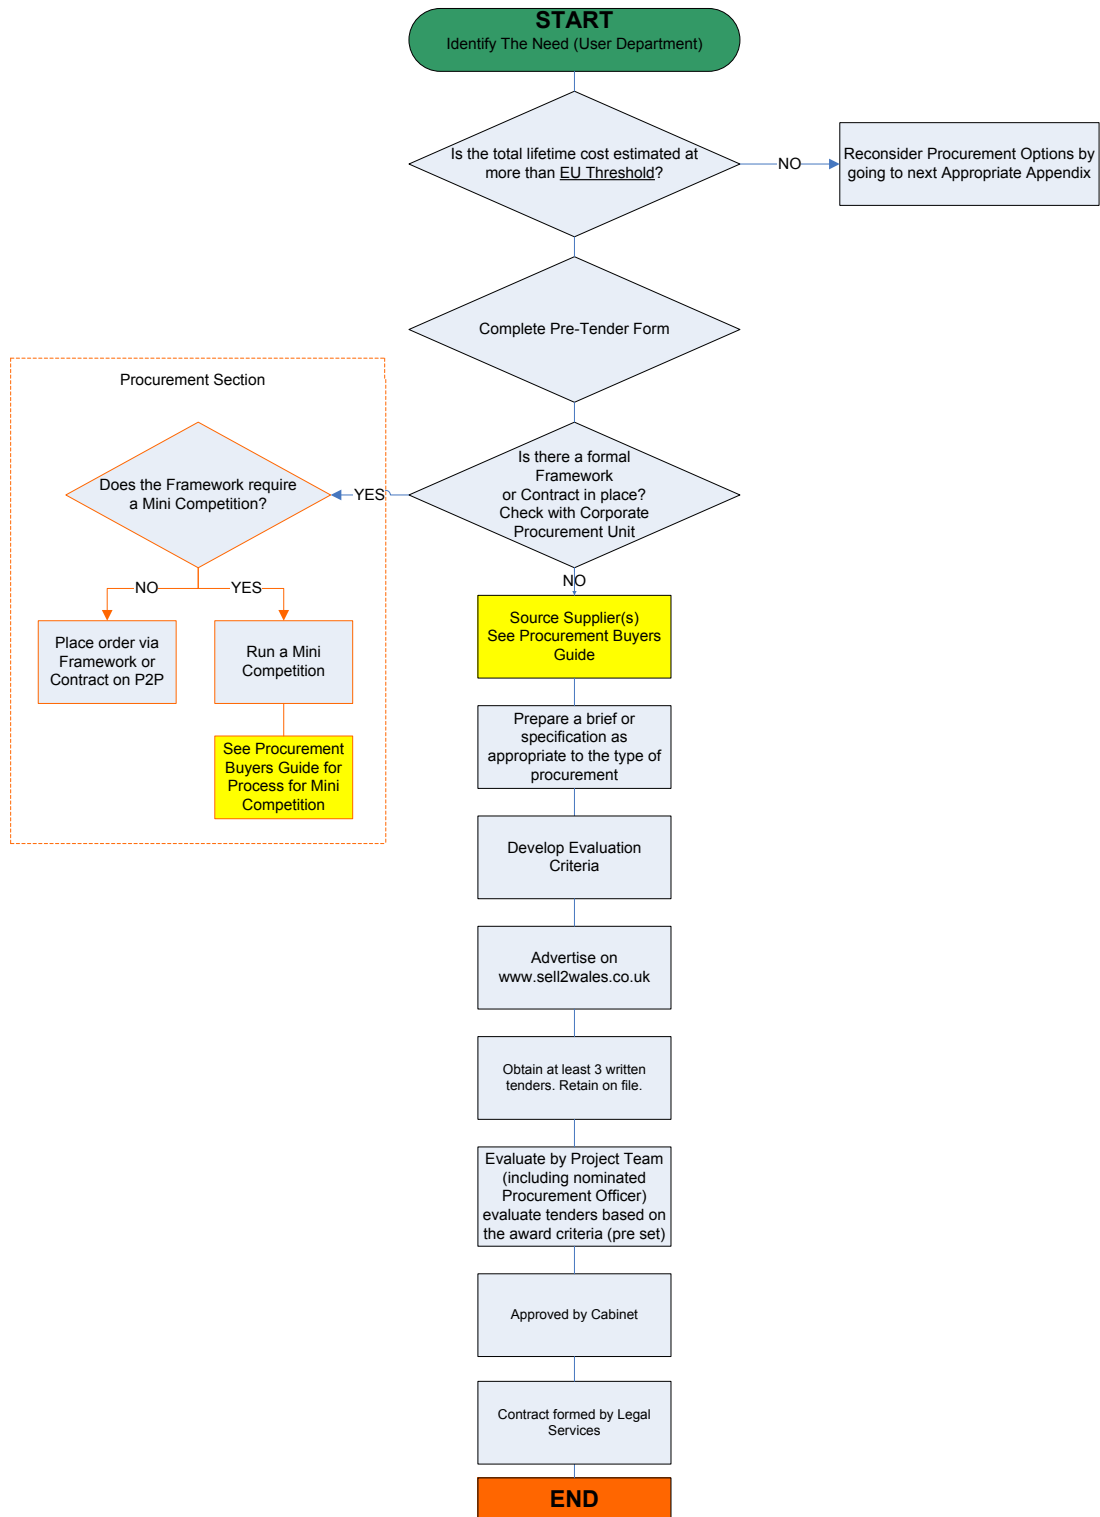 START
Identify The Need (User Department)
Is the total lifetime cost estimated at
more than EU Threshold?
NO
Reconsider Procurement Options by
going to next Appropriate Appendix
Complete Pre-Tender Form
Procurement Section
Is there a formal
Framework
or Contract in place?
Check with Corporate
Procurement Unit
YES
Does the Framework require
a Mini Competition?
NO
YES
Place order via
Framework or
Contract on P2P
Run a Mini
Competition
See Procurement
Buyers Guide for
Process for Mini
Competition
NO
Source Supplier(s)
See Procurement Buyers
Guide
Prepare a brief or
specification as
appropriate to the type of
procurement
Develop Evaluation
Criteria
Advertise on
www.sell2wales.co.uk
Obtain at least 3 written
tenders. Retain on file.
Evaluate by Project Team
(including nominated
Procurement Officer)
evaluate tenders based on
the award criteria (pre set)
Approved by Cabinet
Contract formed by Legal
Services
END